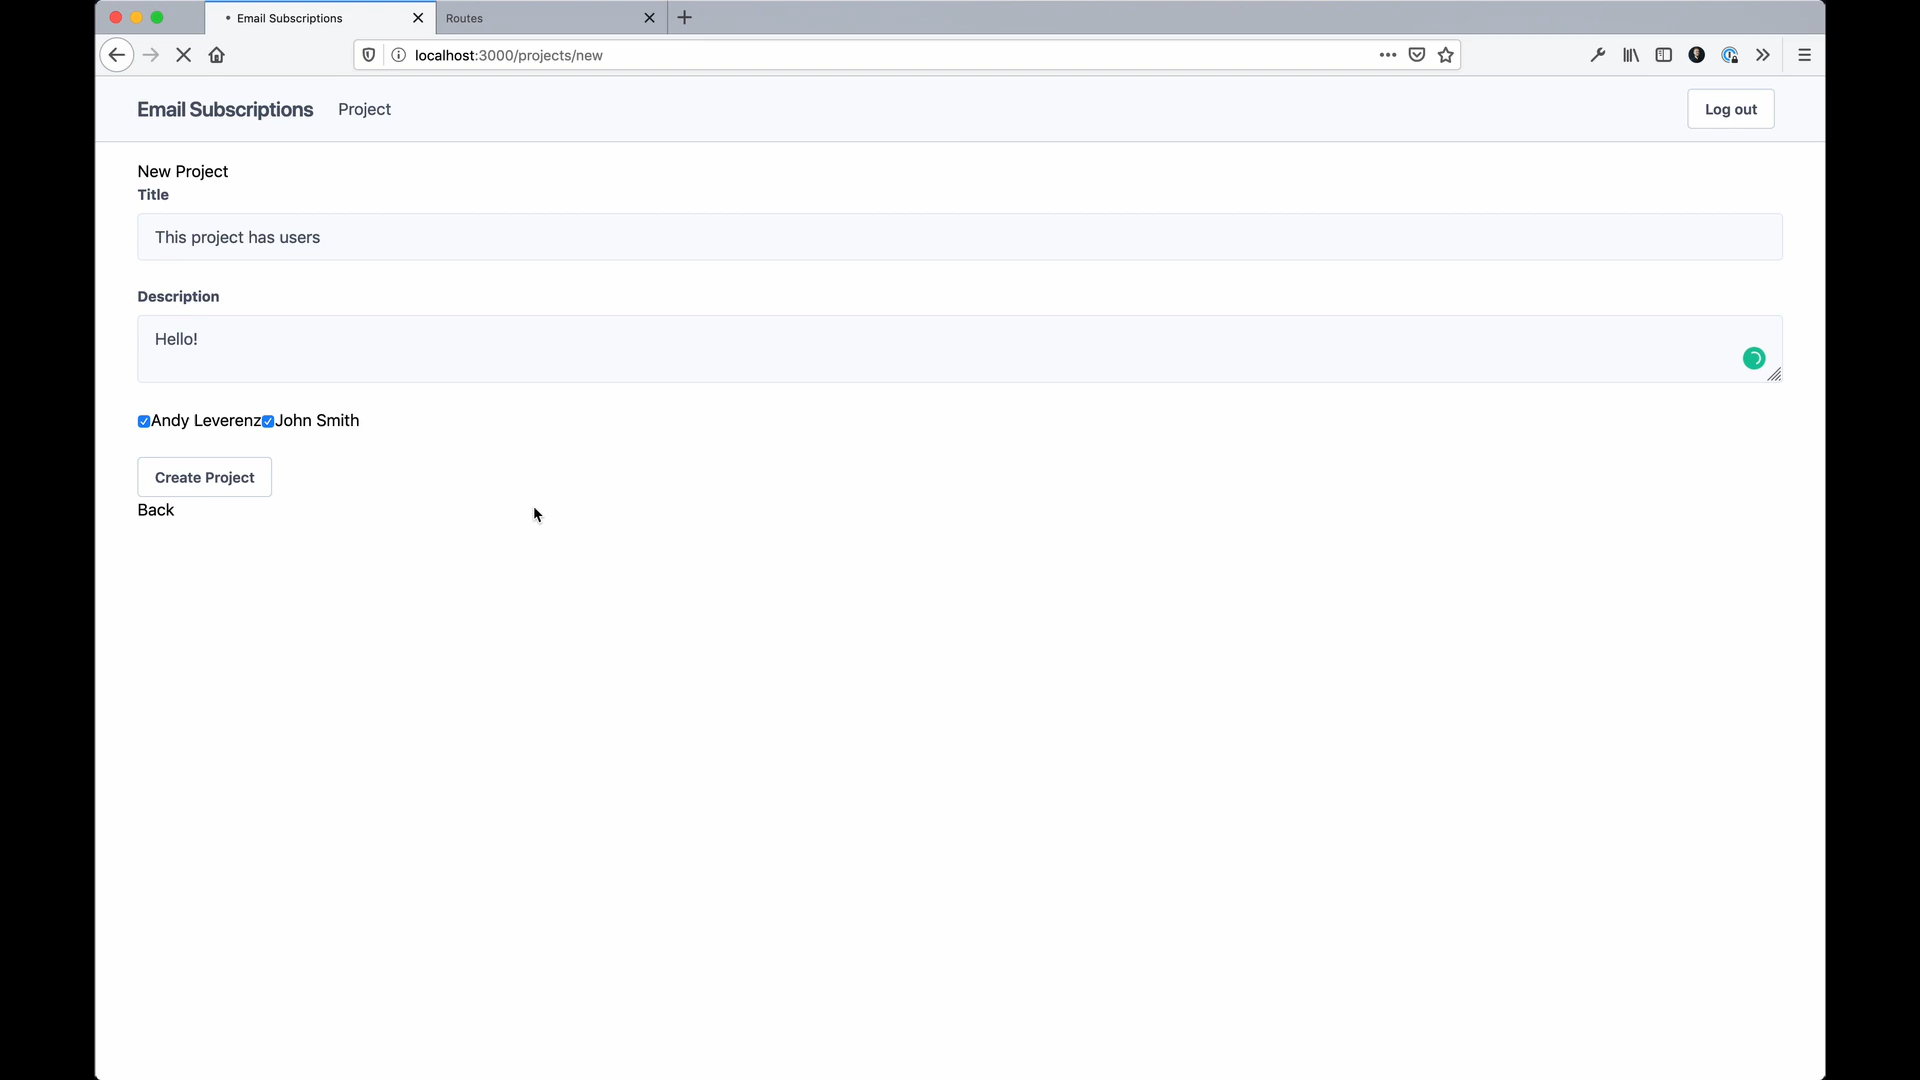 Email Subscriptions
Routes
localhost:3000/projects/new
Email Subscriptions Project Log out
New Project
Title
This project has users
Description
Hello!
Andy Leverenz John Smith
Create Project
Back